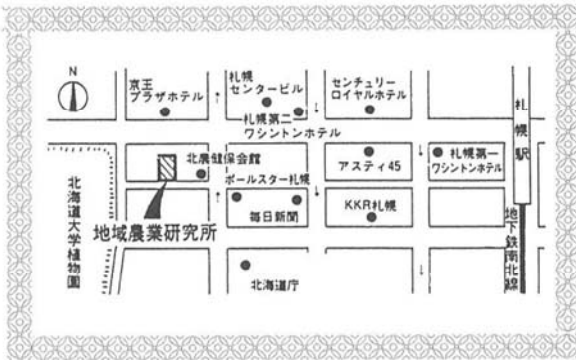 N
京王
プラザホテル
札幌
センタービル
センチュリー
ロイヤルホテル
札幌第二
ワシントンホテル
札幌駅
北農健保会館
アスティ45
札幌第一
ワシントンホテル
ポールスター札幌
毎日新聞
KKR札幌
地域農業研究所
北海道大学植物園
地下鉄南北線
北海道庁